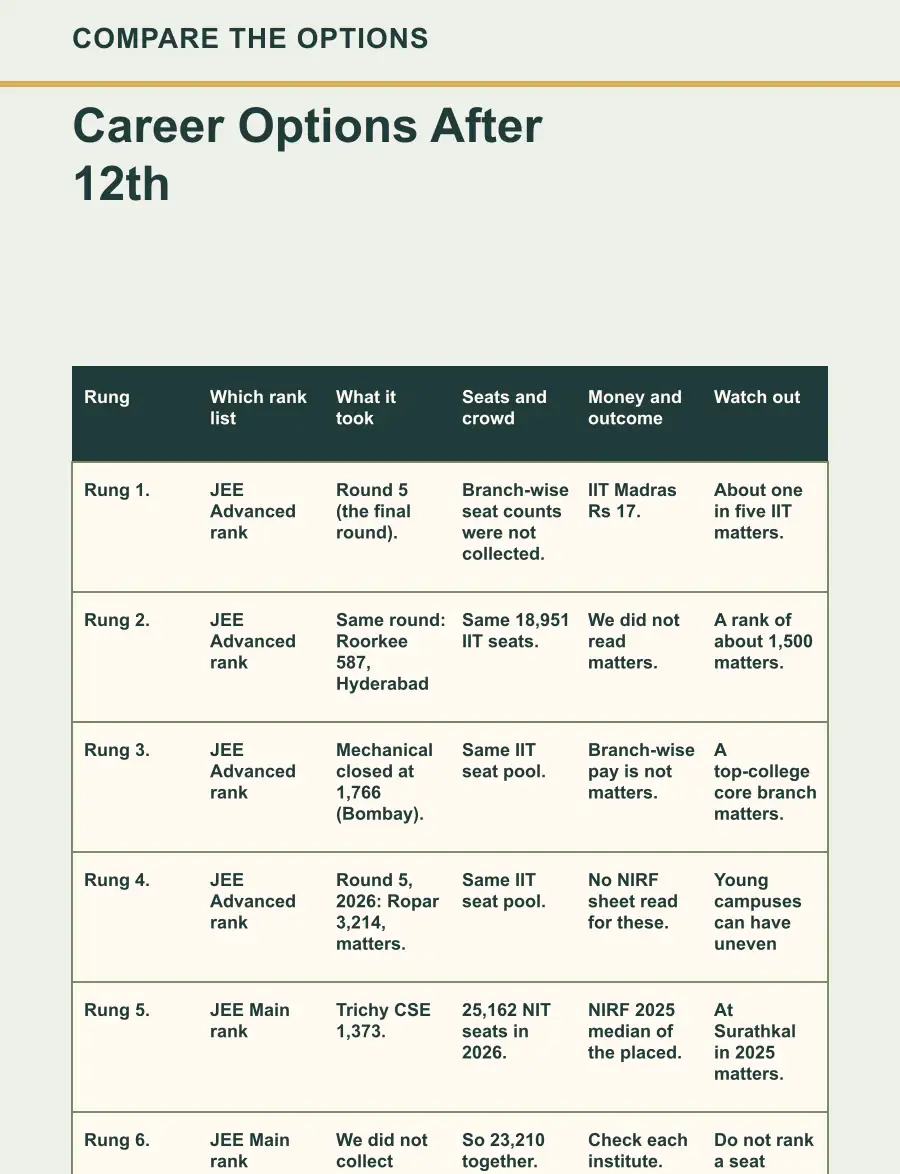 COMPARE THE OPTIONS
Career Options After
12th
Rung
Which rank
list
What it
took
Seats and
crowd
Money and
outcome
Watch out
Rung 1.
JEE
Advanced
rank
Round 5
(the final
round).
Branch-wise
seat counts
were not
collected.
IIT Madras
Rs 17.
About one
in five IIT
matters.
Rung 2.
JEE
Advanced
rank
Same round:
Roorkee
587,
Hyderabad
Same 18,951
IIT seats.
We did not
read
matters.
A rank of
about 1,500
matters.
Rung 3.
JEE
Advanced
rank
Mechanical
closed at
1,766
(Bombay).
Same IIT
seat pool.
Branch-wise
pay is not
matters.
A
top-college
core branch
matters.
Rung 4.
JEE
Advanced
rank
Round 5,
2026: Ropar
3,214,
matters.
Same IIT
seat pool.
No NIRF
sheet read
for these.
Young
campuses
can have
uneven
Rung 5.
JEE Main
rank
Trichy CSE
1,373.
25,162 NIT
seats in
2026.
NIRF 2025
median of
the placed.
At
Surathkal
in 2025
matters.
Rung 6.
JEE Main
rank
We did not
collect
So 23,210
together.
Check each
institute.
Do not rank
a seat